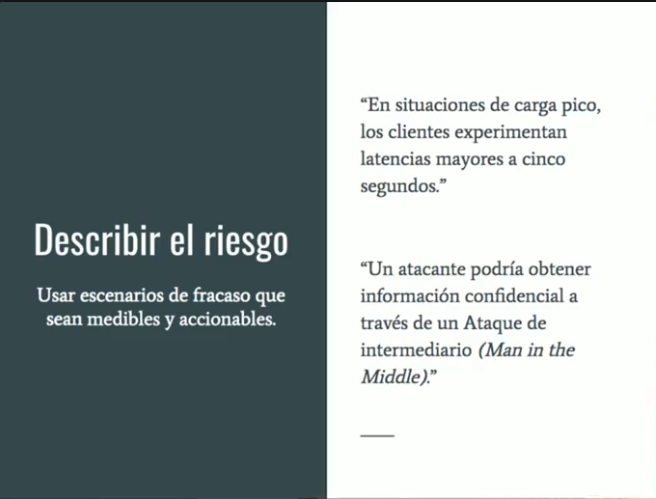 Describir el riesgo
Usar escenarios de fracaso que
sean medibles y accionables.
“En situaciones de carga pico,
los clientes experimentan
latencias mayores a cinco
segundos.”
“Un atacante podría obtener
información confidencial a
través de un Ataque de
intermediario (Man in the
Middle).”